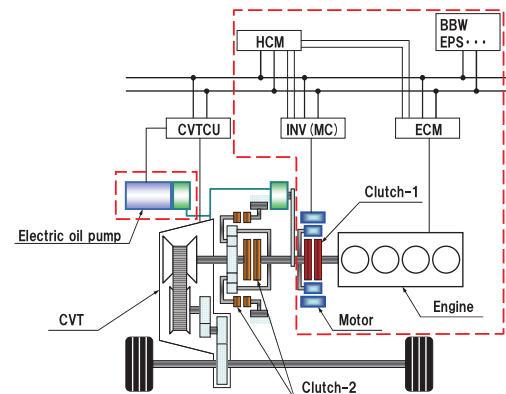 BBW
EPS・・・
HCM
CVTCU
INV(MC)
ECM
Clutch-1
Electric oil pump
CVT
Motor
Engine
Clutch-2